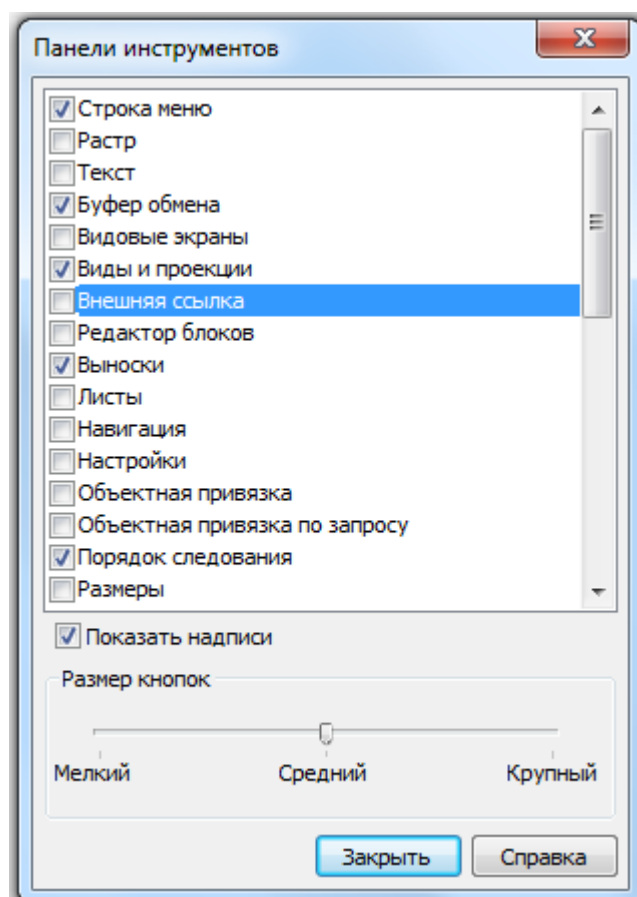 Панели инструментов
Строка меню
Растр
Текст
Буфер обмена
Видовые экраны
Виды и проекции
Внешняя ссылка
Редактор блоков
Выноски
Листы
Навигация
Настройки
Объектная привязка
Объектная привязка по запросу
Порядок следования
Размеры
Показать надписи
Размер кнопок
Мелкий Средний Крупный
Закрыть Справка